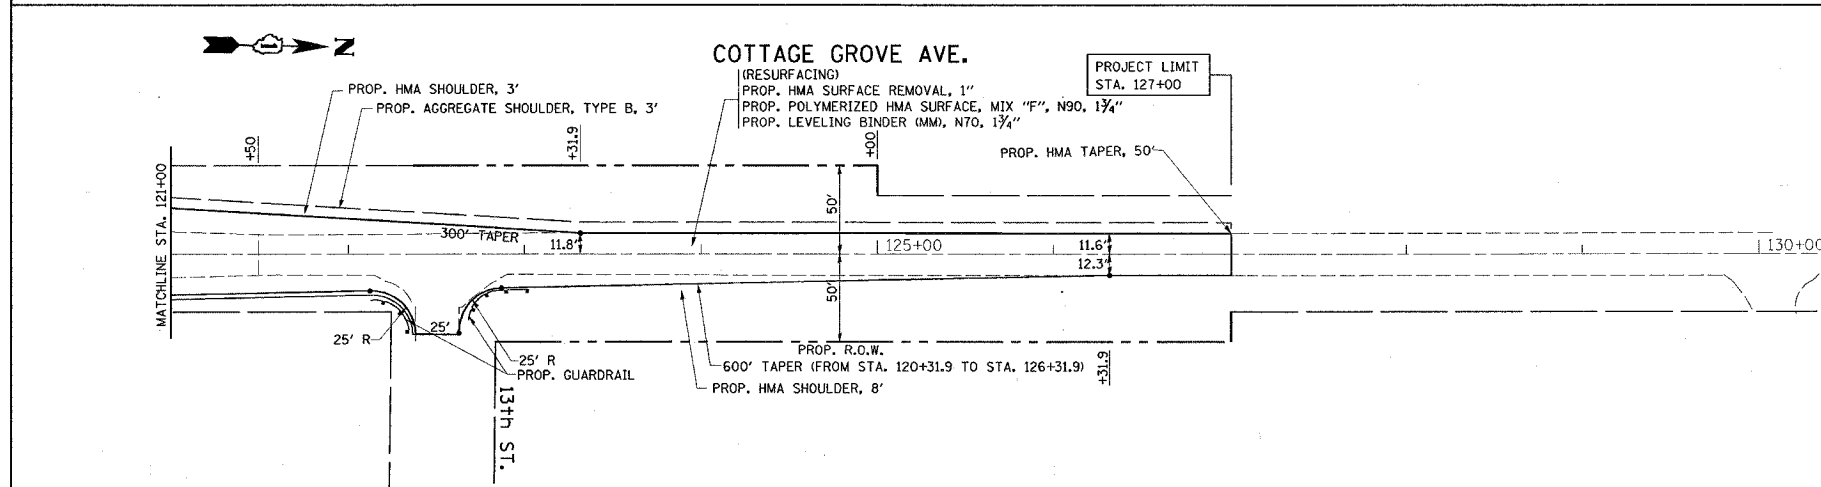 N
COTTAGE GROVE AVE.
(RESURFACING)
PROP. HMA SURFACE REMOVAL, 1"
PROP. POLYMERIZED HMA SURFACE, MIX "F", N90, 1¾"
PROP. LEVELING BINDER (MM), N70, 1¾"
PROJECT LIMIT
STA. 127+00
PROP. HMA SHOULDER, 3'
PROP. AGGREGATE SHOULDER, TYPE B, 3'
+50
+31.9
+00
PROP. HMA TAPER, 50'
MATCHLINE STA. 121+00
50'
300' TAPER
11.8'
125+00
11.6'
130+00
12.3'
50'
25'
25' R
25' R
PROP. GUARDRAIL
PROP. R.O.W.
600' TAPER (FROM STA. 120+31.9 TO STA. 126+31.9)
+31.9
PROP. HMA SHOULDER, 8'
13th ST.